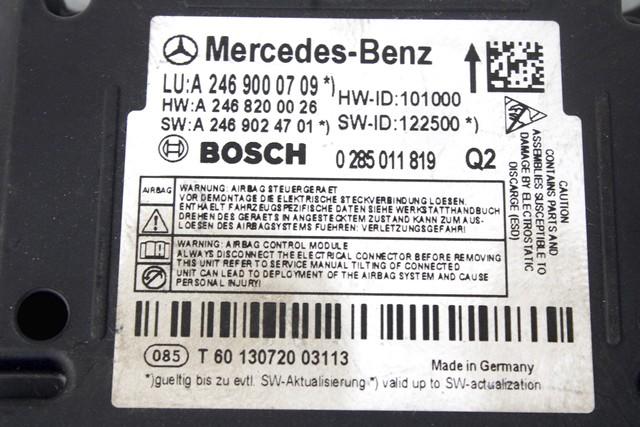 Mercedes-Benz
LU:A 246 900 07 09 *)
HW:A 246 820 00 26
HW-ID:101000
SW:A 246 902 47 01 *)
SW-ID:122500 *)
BOSCH 0 285 011 819 Q2
CAUTION
CONTAINS PARTS AND
ASSEMBLIES SUSCEPTIBLE TO
DAMAGE BY ELECTROSTATIC
DISCHARGE (ESD)
AIRBAG
WARNUNG: AIRBAG STEUERGERAET
VOR DEMONTAGE DIE ELEKTRISCHE STECKVERBINDUNG LOESEN.
ENTHAELT FAHRZEUGSPEZIFISCHE DATEN SIEHE WERKSTATTHANDBUCH
DREHEN DES GERAETS IN ANGESTECKTEM ZUSTAND KANN ZUM AUS-
LOESEN DES AIRBAGSYSTEMS FUEHREN: VERLETZUNGSGEFAHR!
WARNING: AIRBAG CONTROL MODULE
ALWAYS DISCONNECT THE ELECTRICAL CONNECTOR BEFORE REMOVING
THIS UNIT REFER TO SERVICE MANUAL TILTING OF CONNECTED
UNIT CAN LEAD TO DEPLOYMENT OF THE AIRBAG SYSTEM AND CAUSE
PERSONAL INJURY!
085 T 60 130720 03113
Made in Germany
*)gueltig bis zu evtl. SW-Aktualisierung *) valid up to SW-actualization